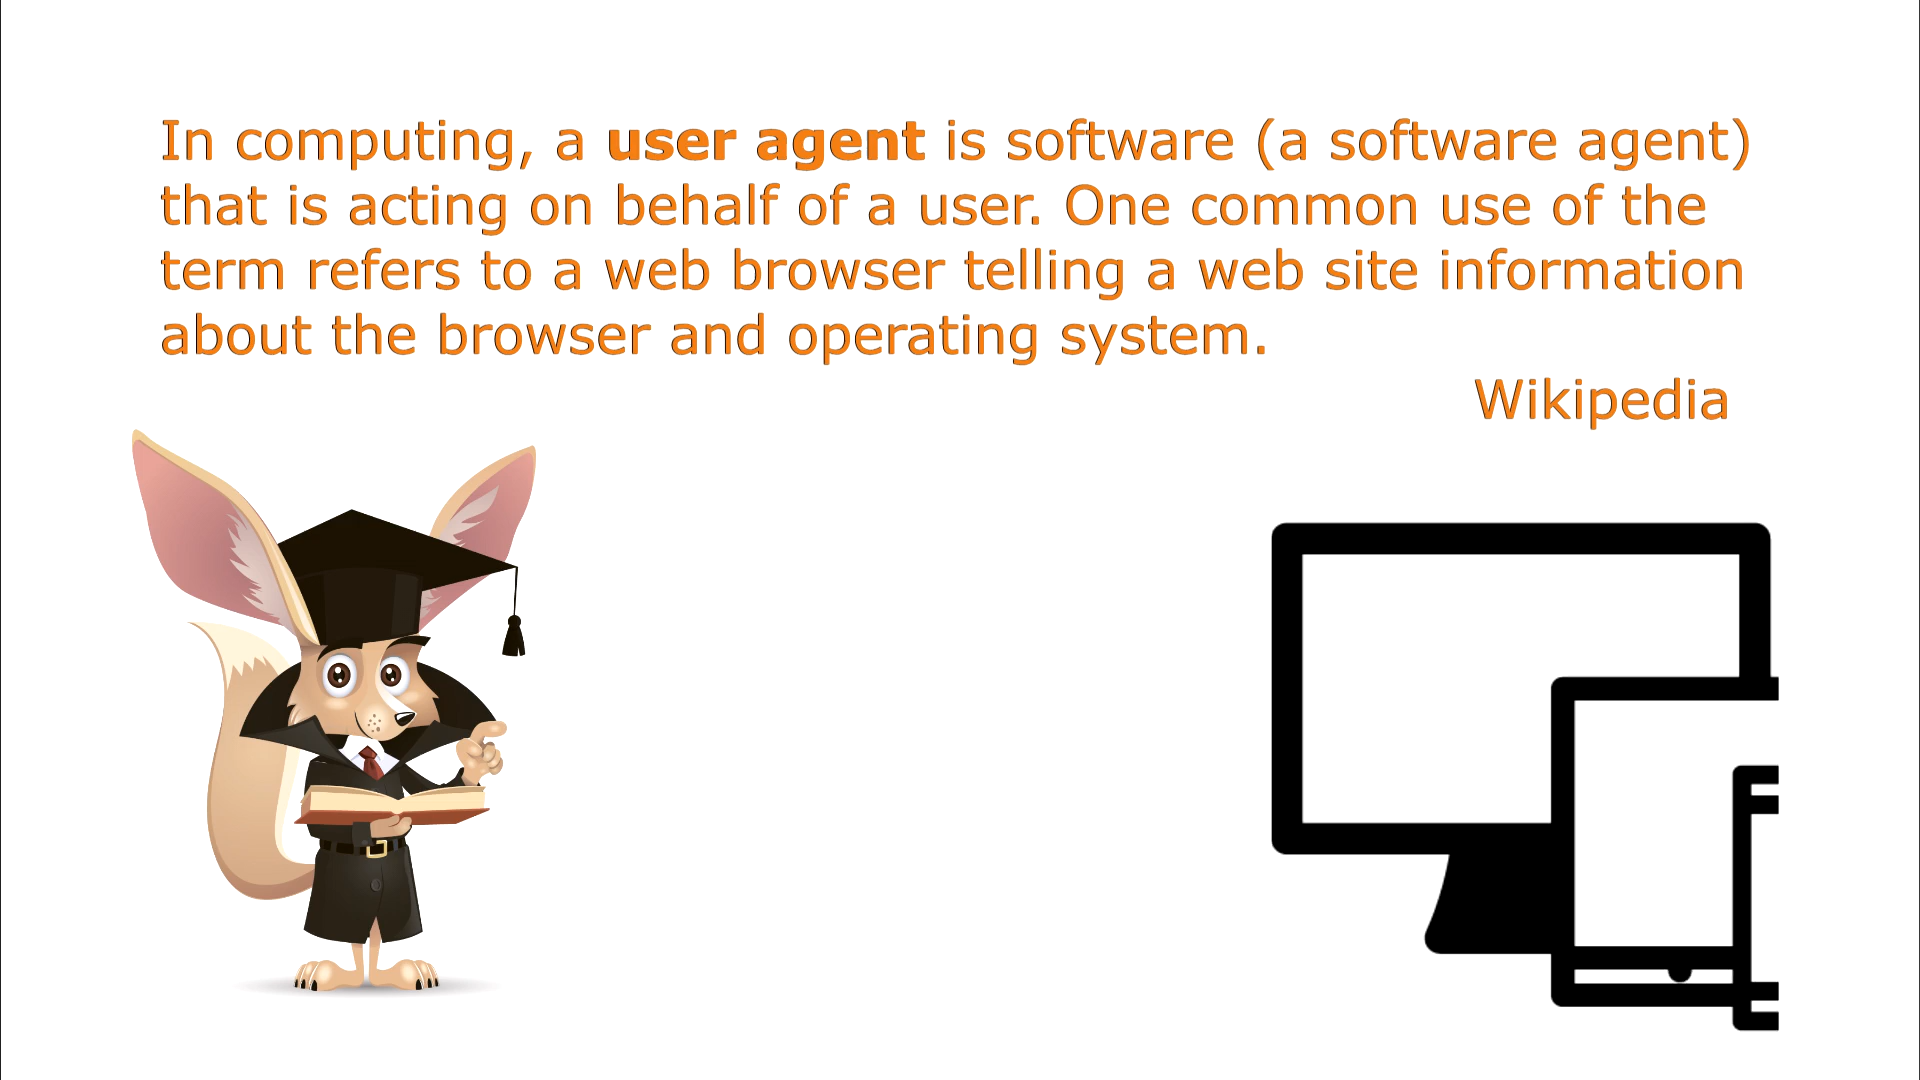 In computing, a user agent is software (a software agent)
that is acting on behalf of a user. One common use of the
term refers to a web browser telling a web site information
about the browser and operating system.
Wikipedia